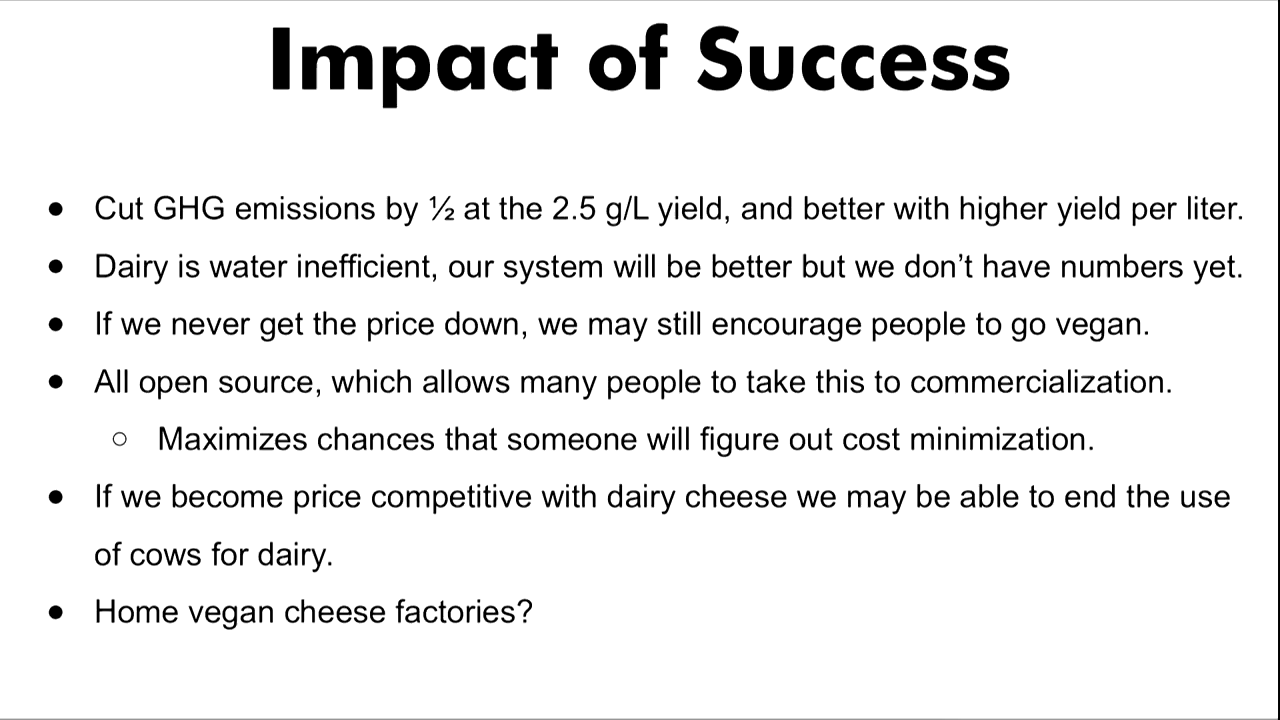 Impact of Success
● Cut GHG emissions by ½ at the 2.5 g/L yield, and better with higher yield per liter.
● Dairy is water inefficient, our system will be better but we don’t have numbers yet.
● If we never get the price down, we may still encourage people to go vegan.
● All open source, which allows many people to take this to commercialization.
○ Maximizes chances that someone will figure out cost minimization.
● If we become price competitive with dairy cheese we may be able to end the use
of cows for dairy.
● Home vegan cheese factories?